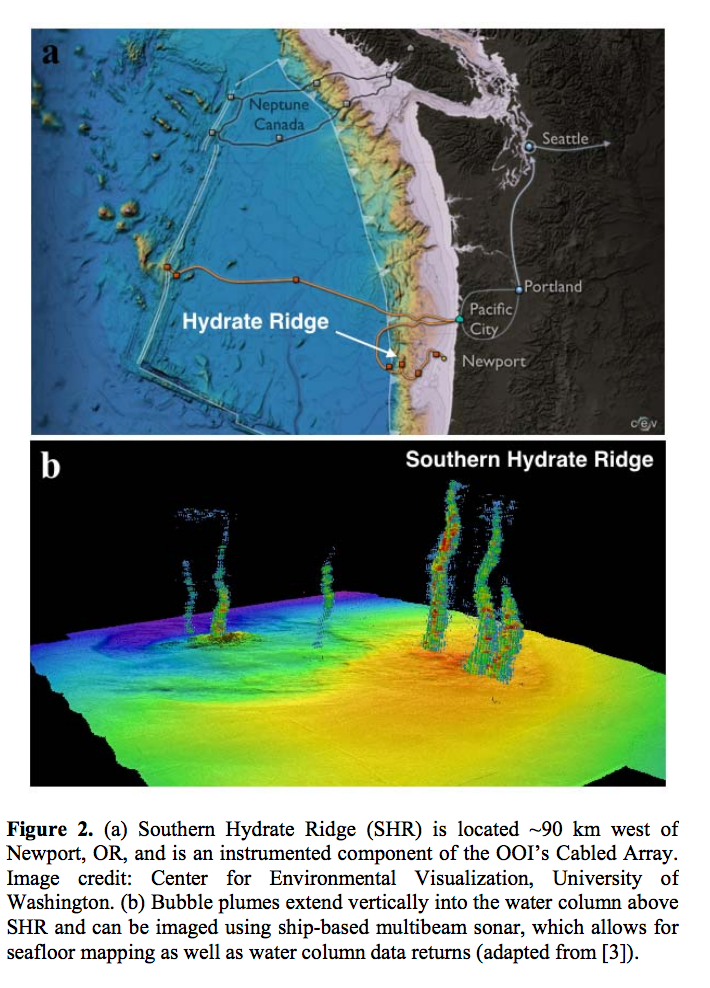 a
Neptune
Canada
Seattle
Portland
Pacific
City
Hydrate Ridge
Newport
cev
b
Southern Hydrate Ridge
Figure 2. (a) Southern Hydrate Ridge (SHR) is located ~90 km west of
Newport, OR, and is an instrumented component of the OOI's Cabled Array.
Image credit: Center for Environmental Visualization, University of
Washington. (b) Bubble plumes extend vertically into the water column above
SHR and can be imaged using ship-based multibeam sonar, which allows for
seafloor mapping as well as water column data returns (adapted from [3]).